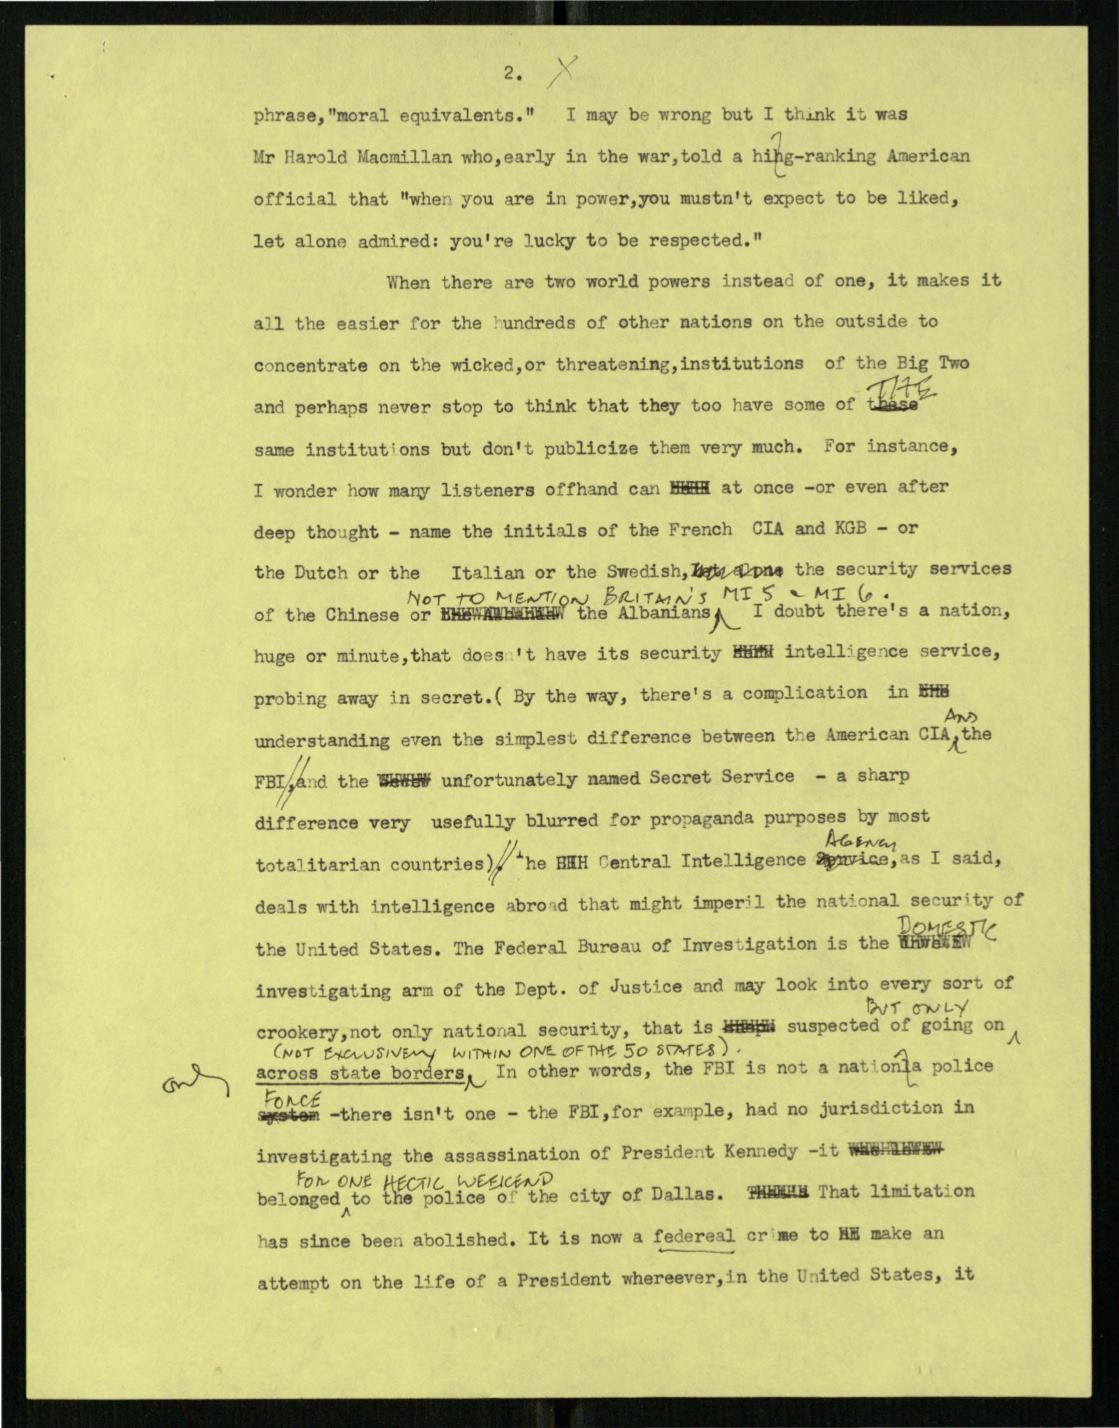 2. X
phrase,"moral equivalents." I may be wrong but I think it was
Mr Harold Macmillan who,early in the war,told a hihg-ranking American
official that "when you are in power,you mustn't expect to be liked,
let alone admired: you're lucky to be respected."
When there are two world powers instead of one, it makes it
all the easier for the hundreds of other nations on the outside to
concentrate on the wicked,or threatening,institutions of the Big Two
THE
and perhaps never stop to think that they too have some of these
same institutions but don't publicize them very much. For instance,
I wonder how many listeners offhand can at once -or even after
deep thought - name the initials of the French CIA and KGB - or
the Dutch or the Italian or the Swedish, let alone the security services
NOT TO MENTION BRITAIN'S MI 5 & MI 6.
of the Chinese or the Albanians I doubt there's a nation,
huge or minute,that doesn't have its security intelligence service,
probing away in secret.( By the way, there's a complication in the
AND
understanding even the simplest difference between the American CIA, the
FBI,and the unfortunately named Secret Service - a sharp
difference very usefully blurred for propaganda purposes by most
AGENCY
totalitarian countries). The Central Intelligence Service,as I said,
deals with intelligence abroad that might imperil the national security of
DOMESTIC
the United States. The Federal Bureau of Investigation is the
investigating arm of the Dept. of Justice and may look into every sort of
BUT ONLY
crookery,not only national security, that is suspected of going on
(NOT EXCLUSIVELY WITHIN ONE OF THE 50 STATES).
only across state borders. In other words, the FBI is not a nationla police
FORCE
system -there isn't one - the FBI,for example, had no jurisdiction in
investigating the assassination of President Kennedy -it
FOR ONE HECTIC WEEKEND
belonged to the police of the city of Dallas. That limitation
has since been abolished. It is now a federeal crime to make an
attempt on the life of a President whereever,in the United States, it